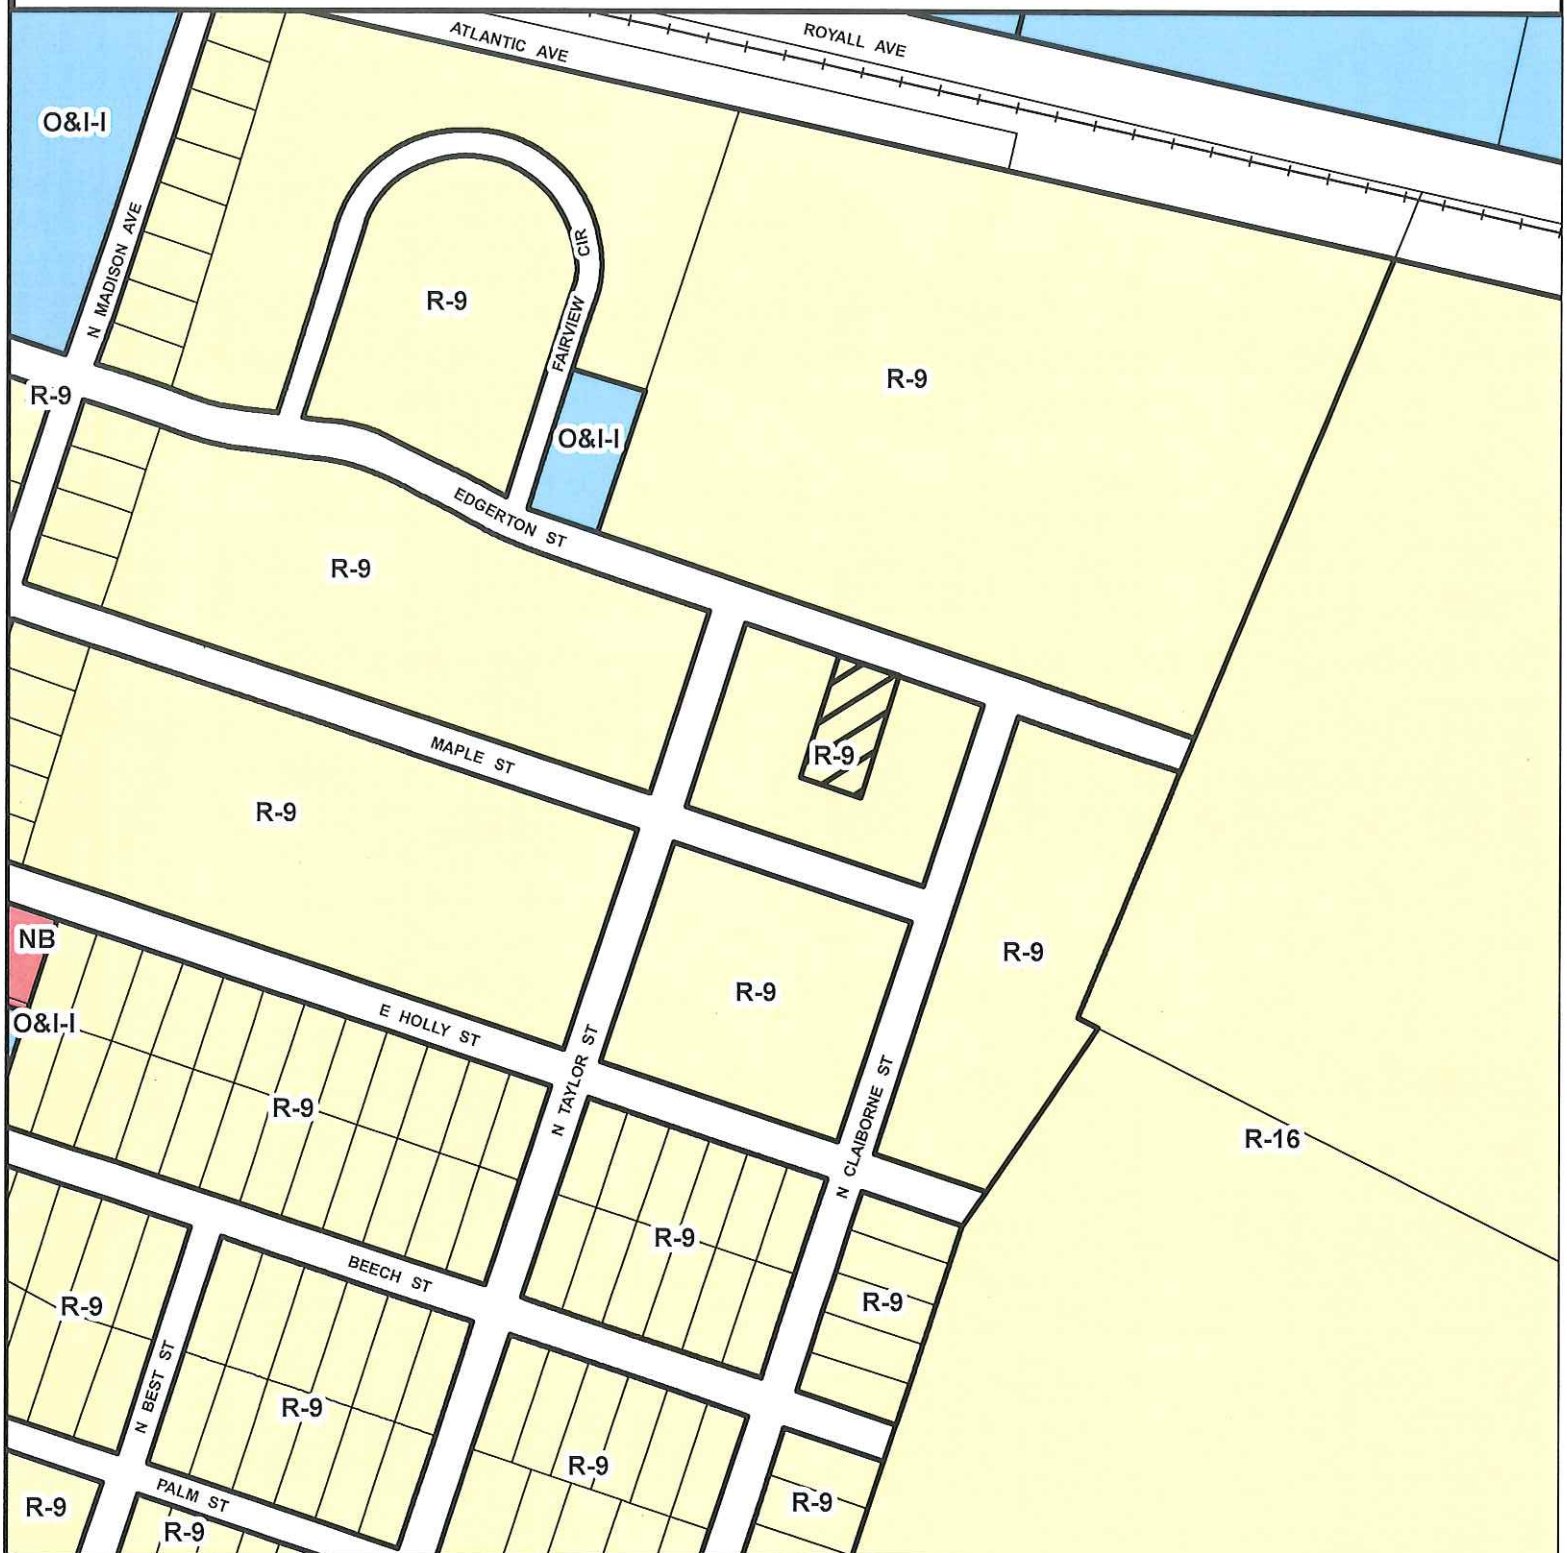 ATLANTIC AVE
ROYALL AVE
O&I-I
N MADISON AVE
FAIRVIEW CIR
R-9
R-9
R-9
O&I-I
EDGERTON ST
R-9
MAPLE ST
R-9
R-9
NB
R-9
R-9
O&I-I
E HOLLY ST
N TAYLOR ST
N CLAIBORNE ST
R-9
R-16
R-9
BEECH ST
R-9
R-9
N BEST ST
R-9
R-9
PALM ST
R-9
R-9
R-9